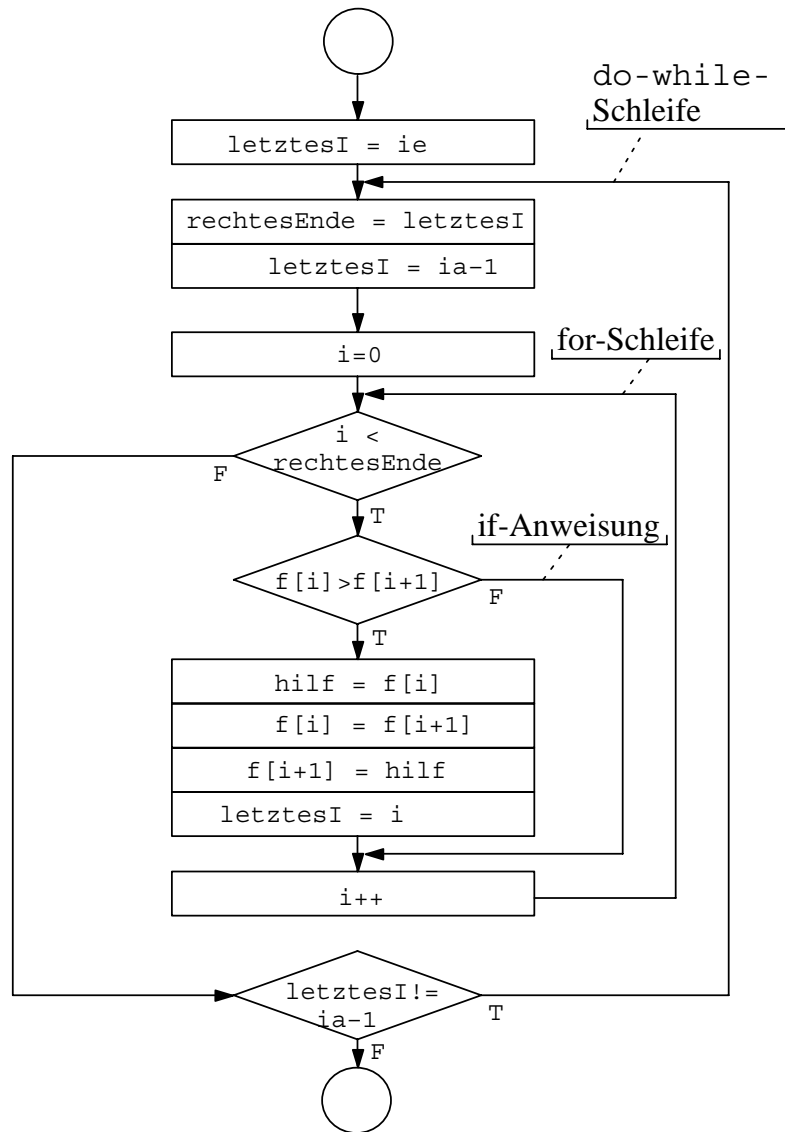 do-while-
Schleife
letztesI = ie
rechtesEnde = letztesI
letztesI = ia-1
for-Schleife
i=0
i <
rechtesEnde
F
T
if-Anweisung
f[i]>f[i+1]
F
T
hilf = f[i]
f[i] = f[i+1]
f[i+1] = hilf
letztesI = i
i++
letztesI!=
ia-1
T
F